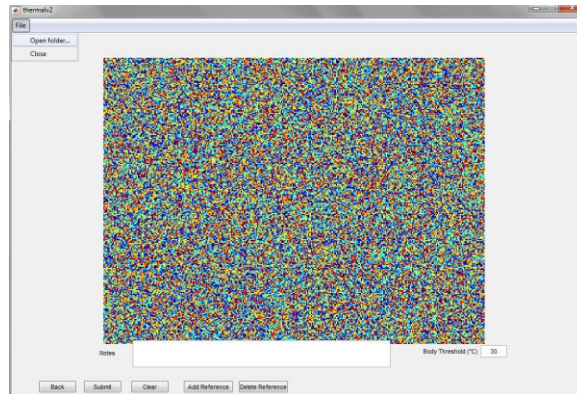 thermalv2
File
Open folder...
Close
Notes
Body Threshold (°C) 30
Back Submit Clear Add Reference Delete Reference